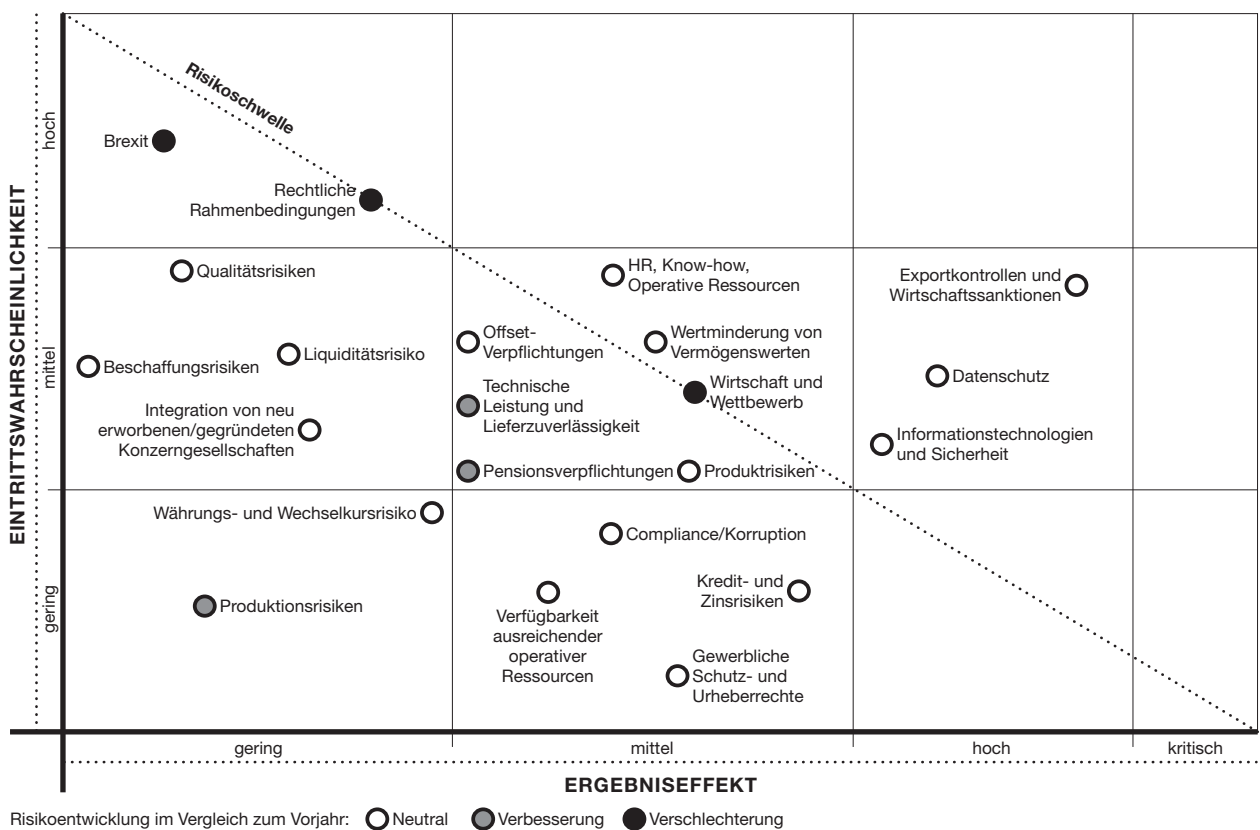 EINTRITTSWAHRSCHEINLICHKEIT
hoch
mittel
gering
Risikoschwelle
Brexit
Rechtliche
Rahmenbedingungen
Qualitätsrisiken
HR, Know-how,
Operative Ressourcen
Exportkontrollen und
Wirtschaftssanktionen
Beschaffungsrisiken
Liquiditätsrisiko
Offset-
Verpflichtungen
Wertminderung von
Vermögenswerten
Datenschutz
Technische
Leistung und
Lieferzuverlässigkeit
Wirtschaft und
Wettbewerb
Integration von neu
erworbenen/gegründeten
Konzerngesellschaften
Informationstechnologien
und Sicherheit
Pensionsverpflichtungen
Produktrisiken
Währungs- und Wechselkursrisiko
Compliance/Korruption
Produktionsrisiken
Verfügbarkeit
ausreichender
operativer
Ressourcen
Kredit- und
Zinsrisiken
Gewerbliche
Schutz- und
Urheberrechte
gering
mittel
hoch
kritisch
ERGEBNISEFFEKT
Risikoentwicklung im Vergleich zum Vorjahr: Neutral Verbesserung Verschlechterung